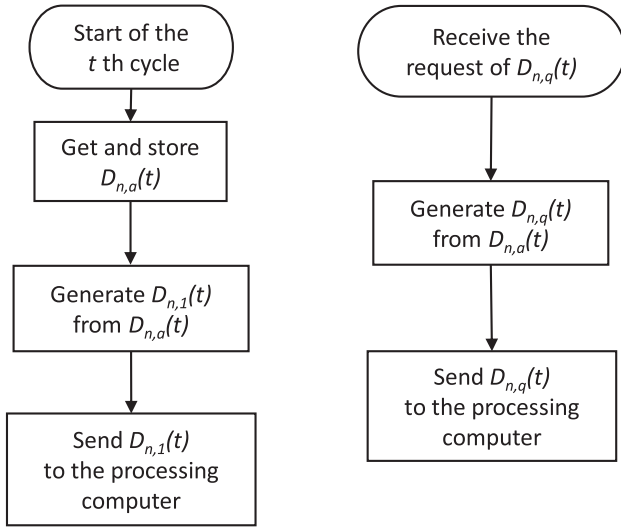 Start of the
t th cycle
Get and store
D_{n,a}(t)
Generate D_{n,1}(t)
from D_{n,a}(t)
Send D_{n,1}(t)
to the processing
computer
Receive the
request of D_{n,q}(t)
Generate D_{n,q}(t)
from D_{n,a}(t)
Send D_{n,q}(t)
to the processing
computer